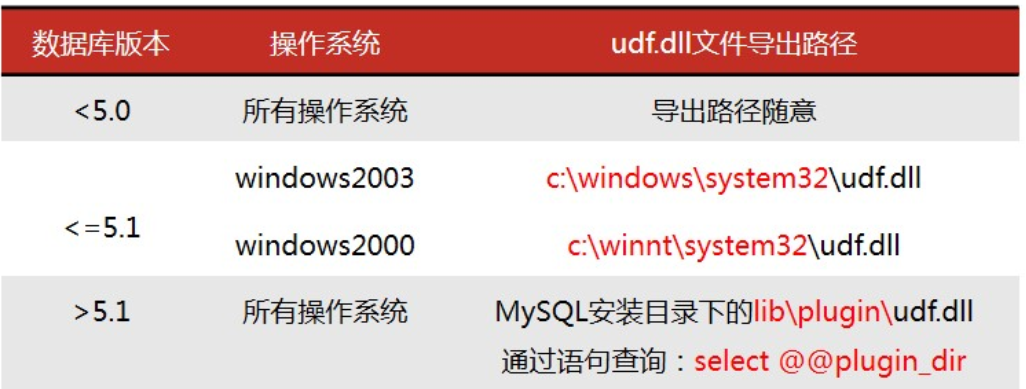 数据库版本 操作系统 udf.dll文件导出路径
<5.0 所有操作系统 导出路径随意
windows2003 c:\windows\system32\udf.dll
<=5.1
windows2000 c:\winnt\system32\udf.dll
>5.1 所有操作系统 MySQL安装目录下的lib\plugin\udf.dll
通过语句查询：select @@plugin_dir